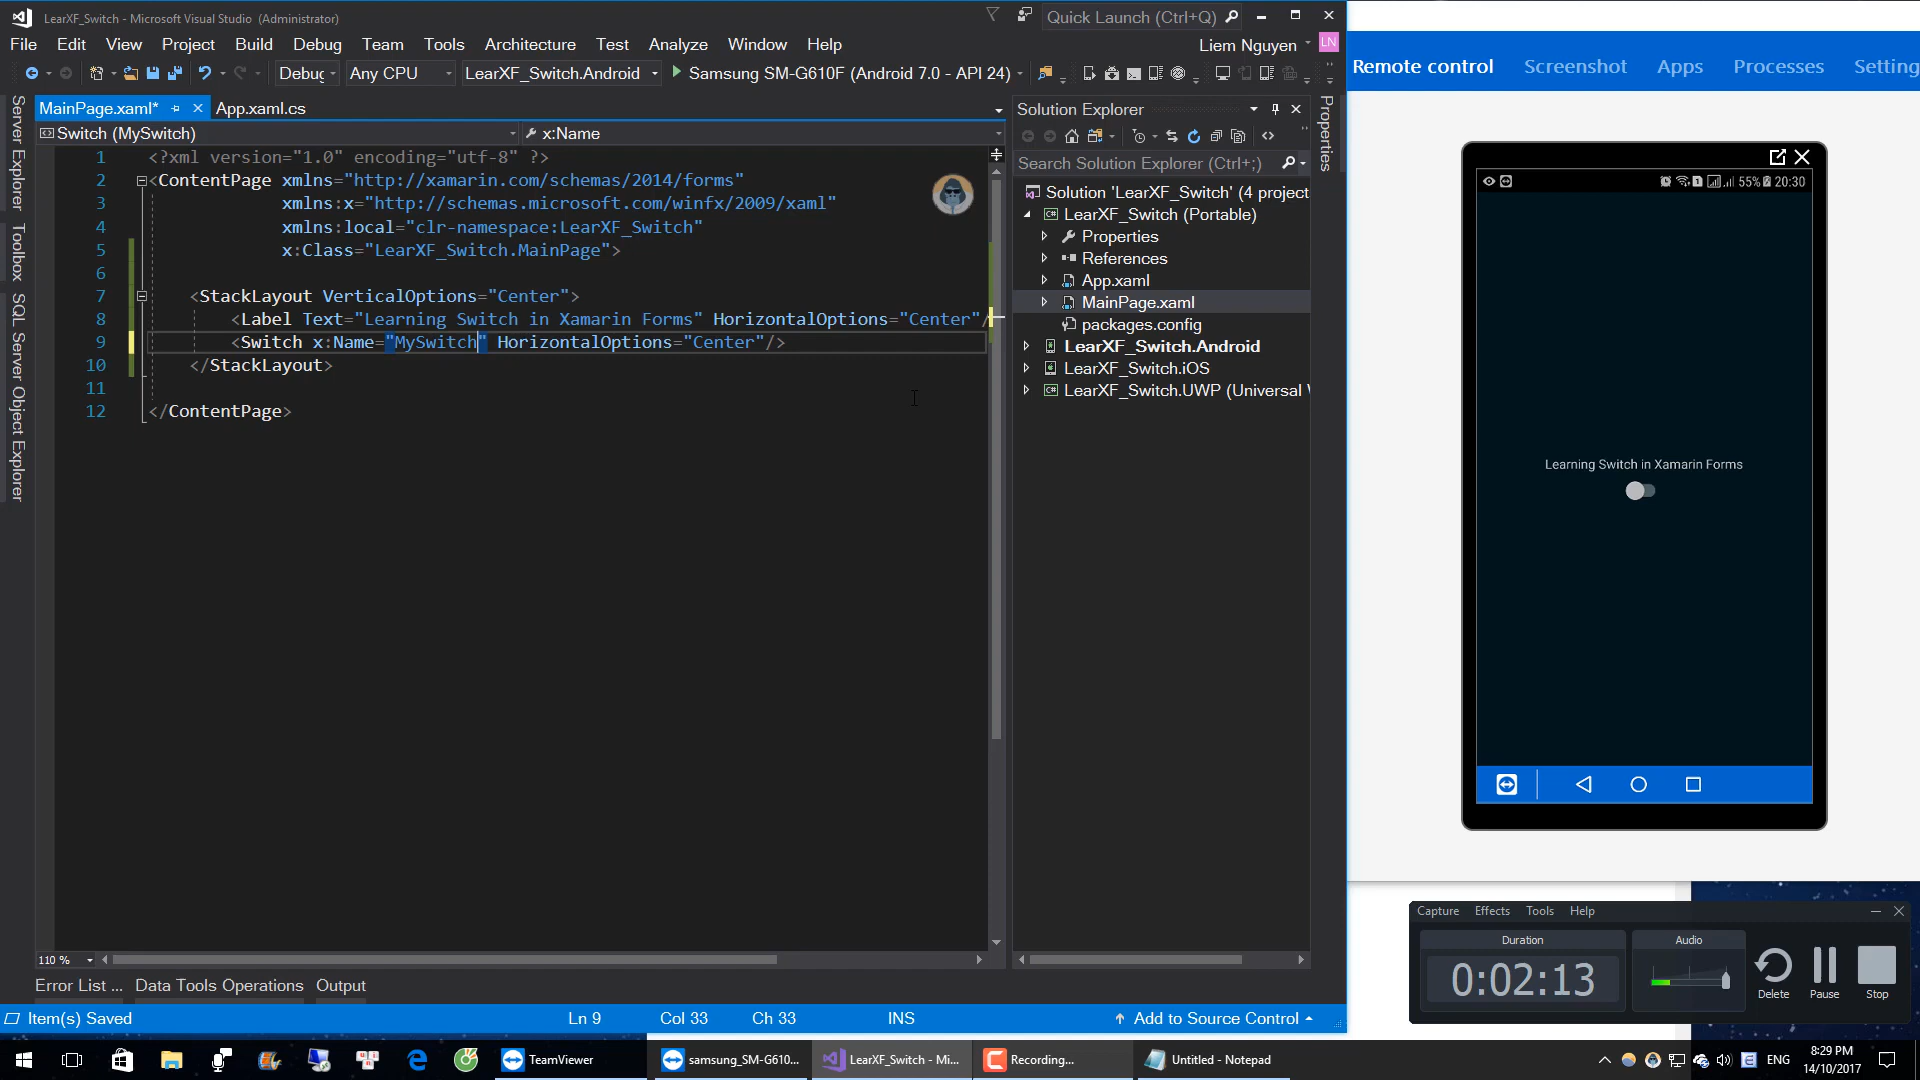 LearXF_Switch - Microsoft Visual Studio (Administrator)
Quick Launch (Ctrl+Q)
File Edit View Project Build Debug Team Tools Architecture Test Analyze Window Help
Liem Nguyen LN
Debug Any CPU LearXF_Switch.Android Samsung SM-G610F (Android 7.0 - API 24)
MainPage.xaml* App.xaml.cs
Switch (MySwitch) x:Name
1 <?xml version="1.0" encoding="utf-8" ?>
2 <ContentPage xmlns="http://xamarin.com/schemas/2014/forms"
3 xmlns:x="http://schemas.microsoft.com/winfx/2009/xaml"
4 xmlns:local="clr-namespace:LearXF_Switch"
5 x:Class="LearXF_Switch.MainPage">
6
7 <StackLayout VerticalOptions="Center">
8 <Label Text="Learning Switch in Xamarin Forms" HorizontalOptions="Center"/
9 <Switch x:Name="MySwitch" HorizontalOptions="Center"/>
10 </StackLayout>
11
12 </ContentPage>
110 %
Server Explorer
Toolbox
SQL Server Object Explorer
Solution Explorer
Search Solution Explorer (Ctrl+;)
Solution 'LearXF_Switch' (4 project
LearXF_Switch (Portable)
Properties
References
App.xaml
MainPage.xaml
packages.config
LearXF_Switch.Android
LearXF_Switch.iOS
LearXF_Switch.UWP (Universal W
Properties
Error List ... Data Tools Operations Output
Item(s) Saved Ln 9 Col 33 Ch 33 INS Add to Source Control
Remote control Screenshot Apps Processes Setting
55% 20:30
Learning Switch in Xamarin Forms
Capture Effects Tools Help
Duration
0:02:13
Audio
Delete Pause Stop
TeamViewer samsung_SM-G610... LearXF_Switch - Mi... Recording... Untitled - Notepad
ENG
8:29 PM
14/10/2017